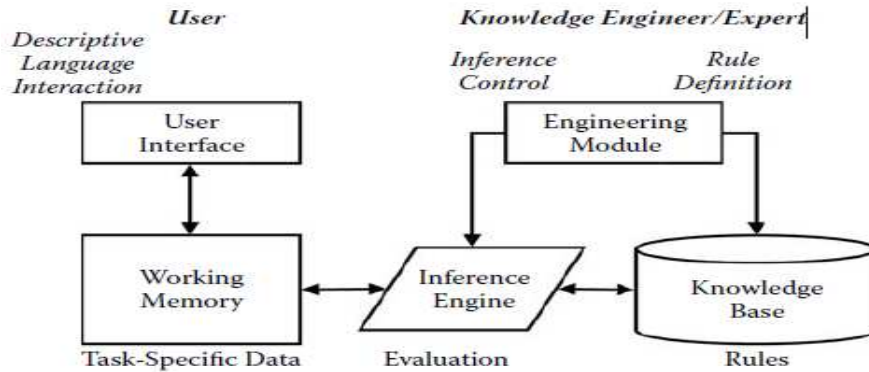 User
Knowledge Engineer/Expert
Descriptive
Language
Interaction
Inference
Control
Rule
Definition
User
Interface
Engineering
Module
Working
Memory
Inference
Engine
Knowledge
Base
Task-Specific Data
Evaluation
Rules